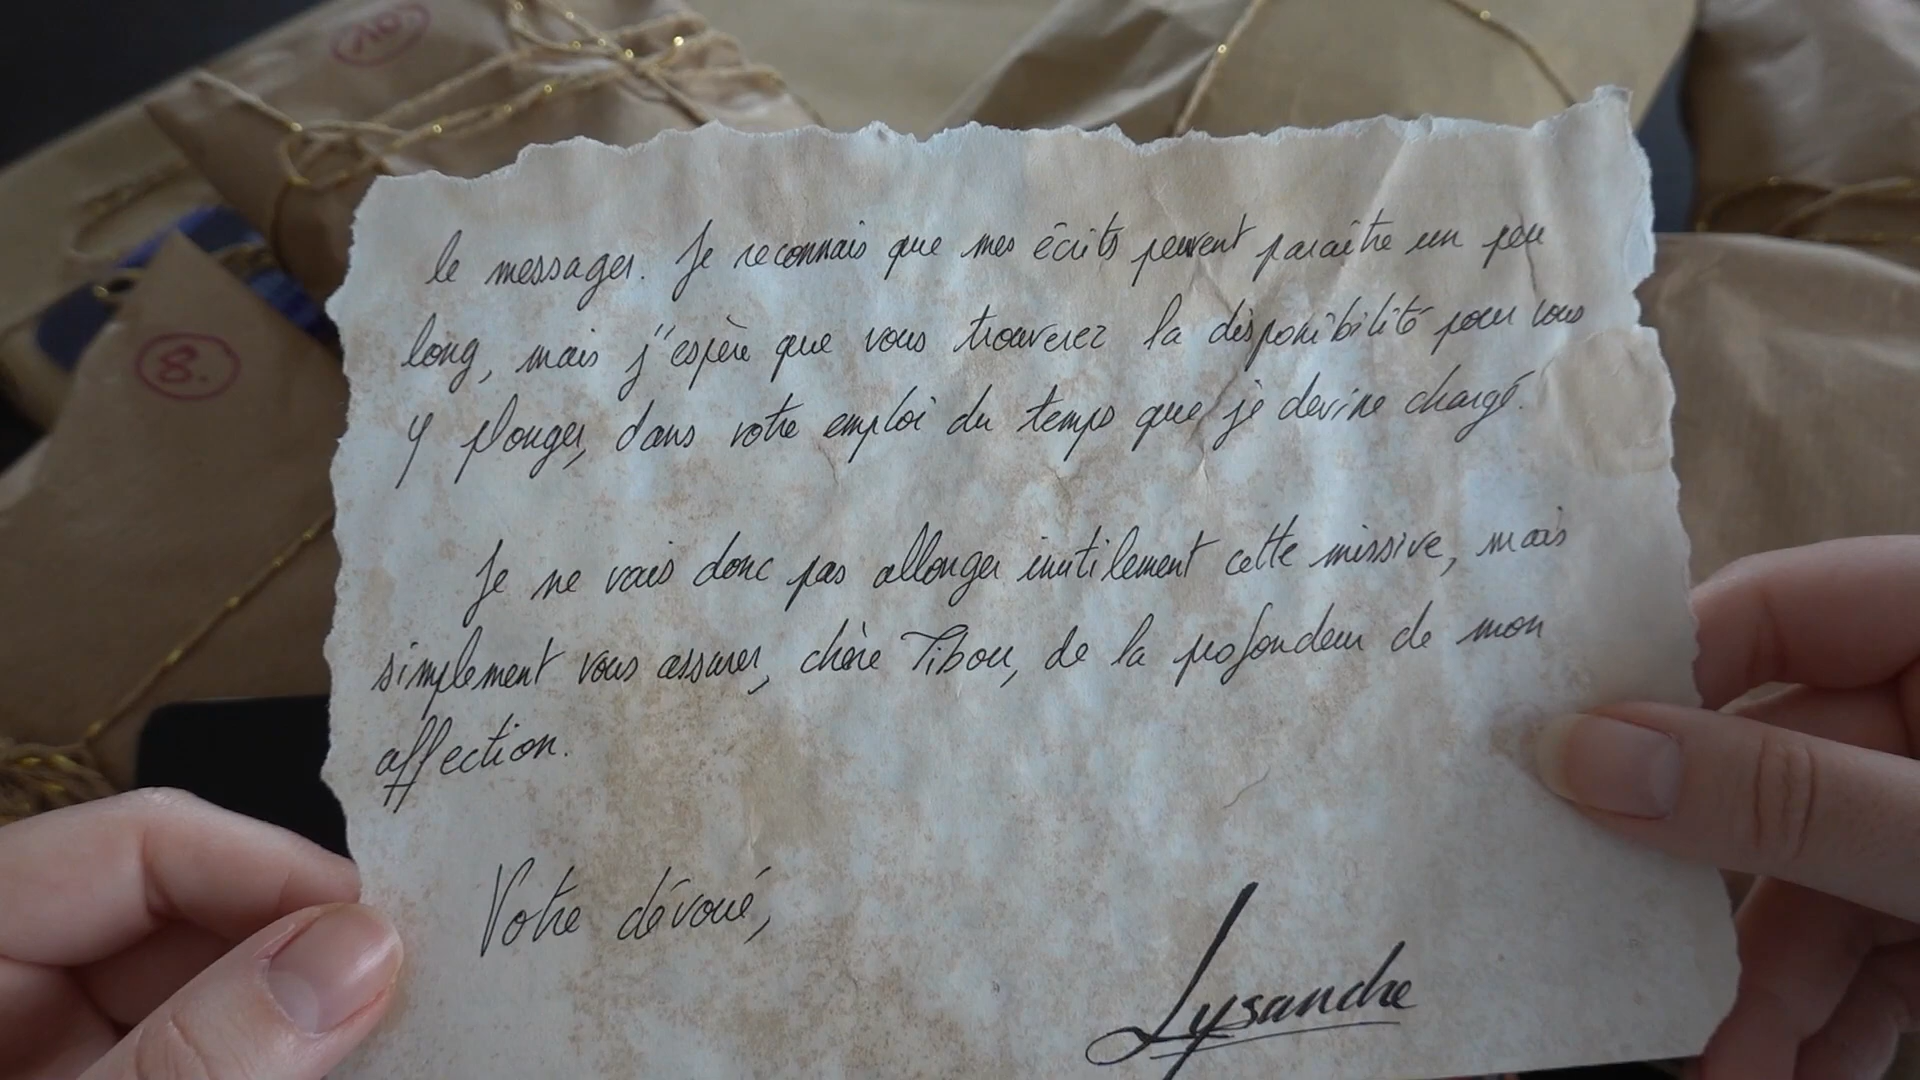 10.
8.
le messager. Je reconnais que mes écrits peuvent paraître un peu
long, mais j'espère que vous trouverez la disponibilité pour vous
y plonger, dans votre emploi du temps que je devine chargé.
Je ne vais donc pas allonger inutilement cette missive, mais
simplement vous assurer, chère Tibou, de la profondeur de mon
affection.
Votre dévoué,
Lysandre